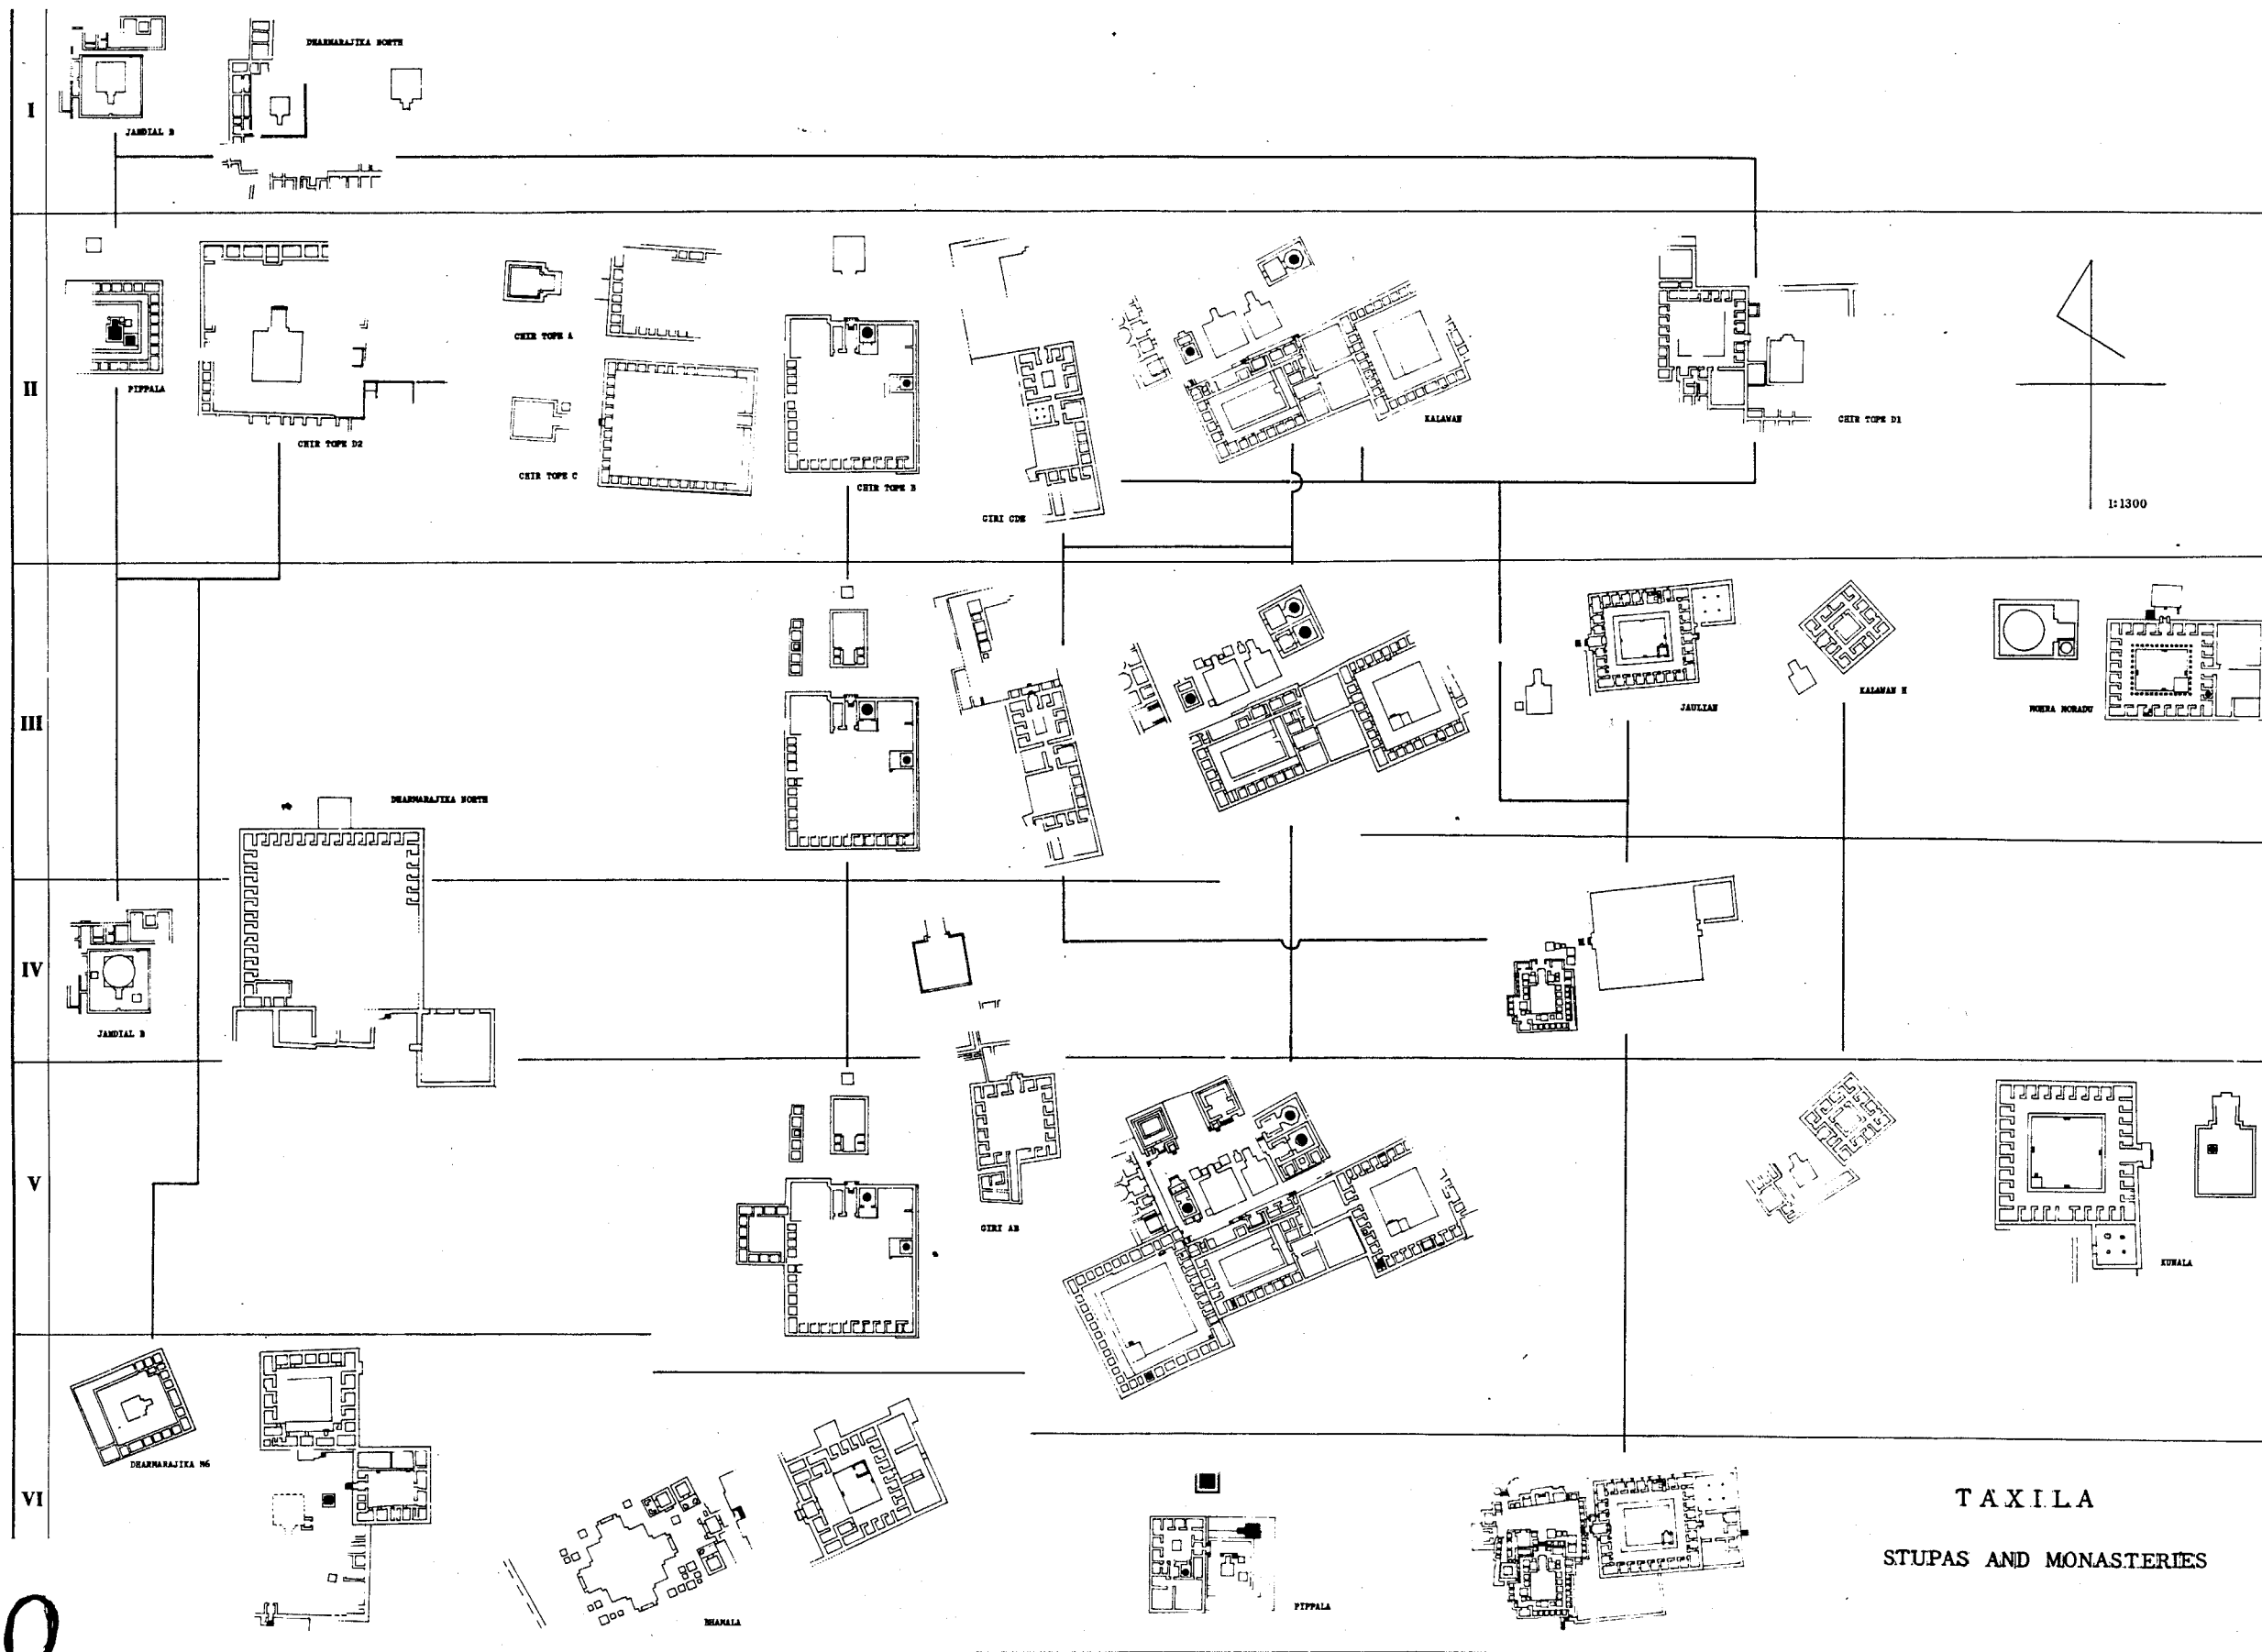 I
DHARMARAJIKA NORTH
JANDIAL B
II
PIPPALA
CHIR TOPE D2
CHIR TOPE A
CHIR TOPE C
CHIR TOPE B
GIRI CDE
KALAWAN
CHIR TOPE D1
1:1300
III
DHARMARAJIKA NORTH
JAULIAN
KALAWAN H
MOHRA MORADU
IV
JANDIAL B
V
GIRI AB
KUNALA
VI
DHARMARAJIKA M6
BHAMALA
PIPPALA
TAXILA
STUPAS AND MONASTERIES